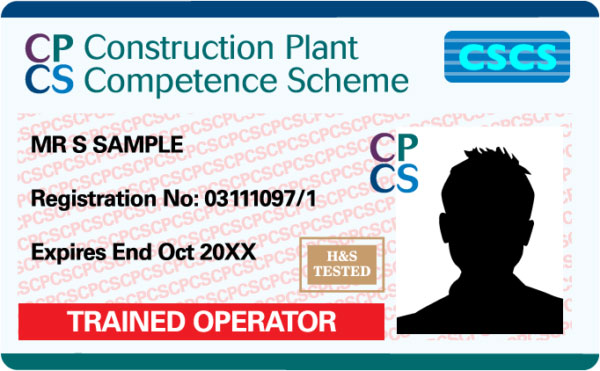 CP Construction Plant
CS Competence Scheme
CSCS
MR S SAMPLE
CP
CS
Registration No: 03111097/1
Expires End Oct 20XX
H&S
TESTED
TRAINED OPERATOR